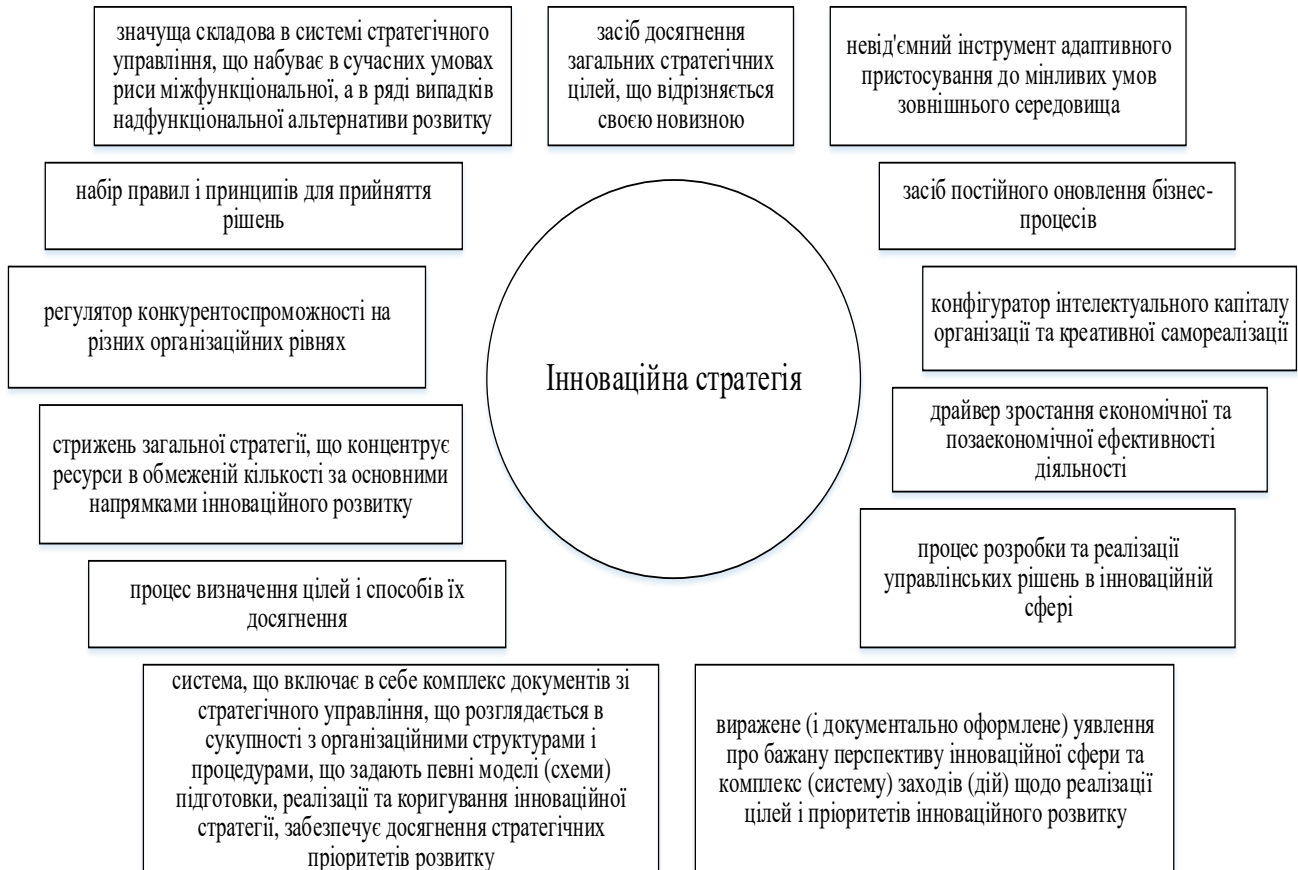 значуща складова в системі стратегічного
управління, що набуває в сучасних умовах
риси міжфункціональної, а в ряді випадків
надфункціональної альтернативи розвитку
засіб досягнення
загальних стратегічних
цілей, що відрізняється
своєю новизною
невід'ємний інструмент адаптивного
пристосування до мінливих умов
зовнішнього середовища
набір правил і принципів для прийняття
рішень
засіб постійного оновлення бізнес-
процесів
регулятор конкурентоспроможності на
різних організаційних рівнях
конфігуратор інтелектуального капіталу
організації та креативної самореалізації
Інноваційна стратегія
стрижень загальної стратегії, що концентрує
ресурси в обмеженій кількості за основними
напрямками інноваційного розвитку
драйвер зростання економічної та
позаекономічної ефективності
діяльності
процес визначення цілей і способів їх
досягнення
процес розробки та реалізації
управлінських рішень в інноваційній
сфері
система, що включає в себе комплекс документів зі
стратегічного управління, що розглядається в
сукупності з організаційними структурами і
процедурами, що задають певні моделі (схеми)
підготовки, реалізації та коригування інноваційної
стратегії, забезпечує досягнення стратегічних
пріоритетів розвитку
виражене (і документально оформлене) уявлення
про бажану перспективу інноваційної сфери та
комплекс (систему) заходів (дій) щодо реалізації
цілей і пріоритетів інноваційного розвитку